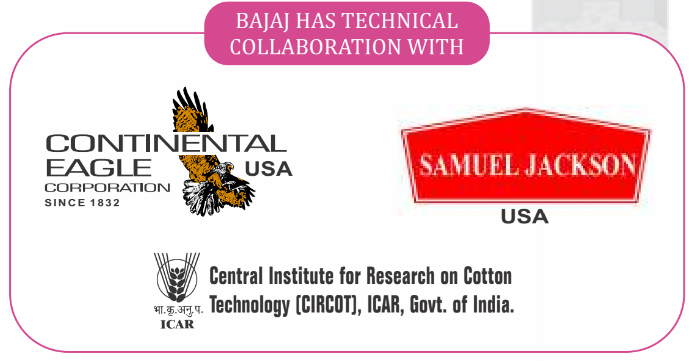 BAJAJ HAS TECHNICAL
COLLABORATION WITH
CONTINENTAL
EAGLE
CORPORATION
SINCE 1832
USA
SAMUEL JACKSON
USA
Central Institute for Research on Cotton
Technology (CIRCOT), ICAR, Govt. of India.
भा.कृ.अनु.प.
ICAR